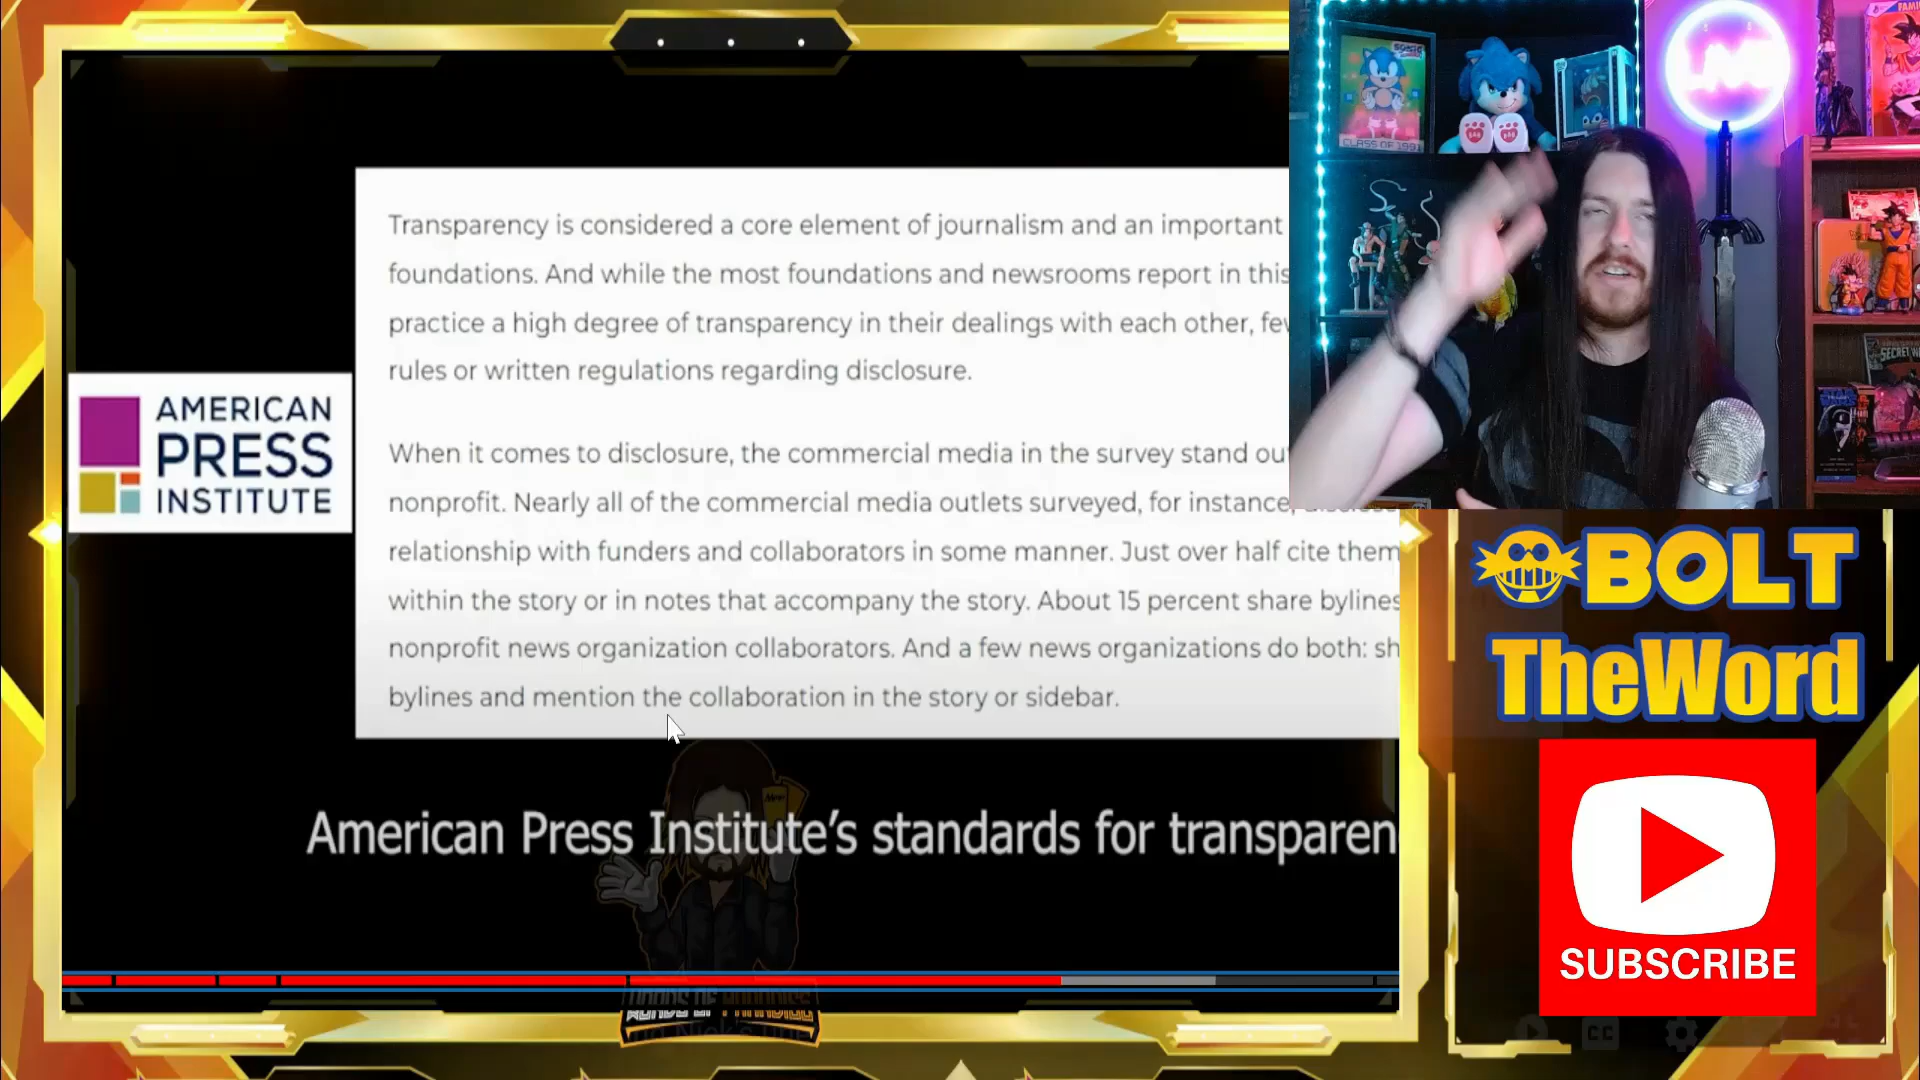 Transparency is considered a core element of journalism and an important
foundations. And while the most foundations and newsrooms report in this
practice a high degree of transparency in their dealings with each other,
rules or written regulations regarding disclosure.
When it comes to disclosure, the commercial media in the survey stand
nonprofit. Nearly all of the commercial media outlets surveyed, for instance,
relationship with funders and collaborators in some manner. Just over half cite them
within the story or in notes that accompany the story. About 15 percent share bylines
nonprofit news organization collaborators. And a few news organizations do both:
bylines and mention the collaboration in the story or sidebar.
AMERICAN
PRESS
INSTITUTE
American Press Institute's standards for transparen
CLASS OF 1991
BOLT
TheWord
SUBSCRIBE
CC